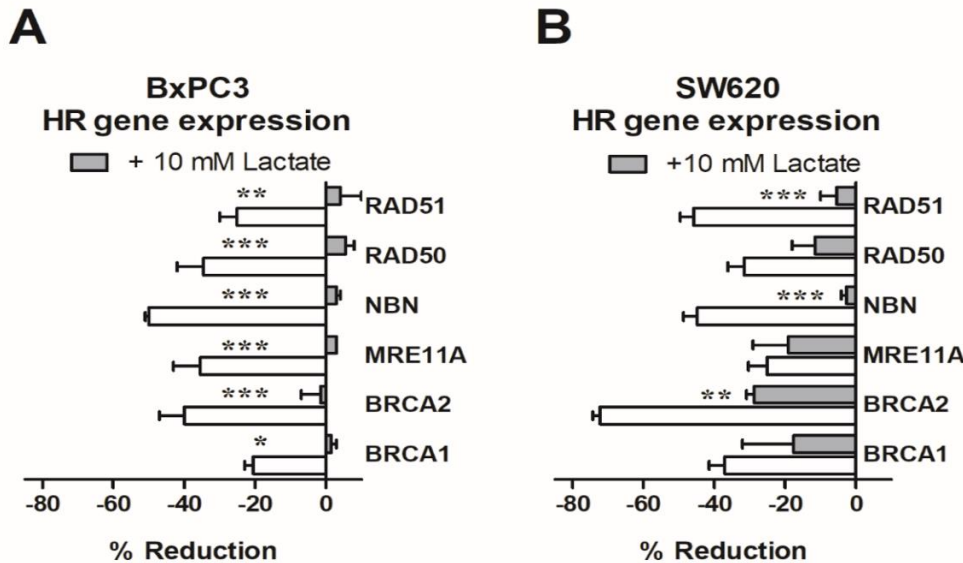 A
BxPC3
HR gene expression
+ 10 mM Lactate
** RAD51
*** RAD50
*** NBN
*** MRE11A
*** BRCA2
* BRCA1
-80 -60 -40 -20 0
% Reduction
B
SW620
HR gene expression
+10 mM Lactate
*** RAD51
RAD50
*** NBN
MRE11A
** BRCA2
BRCA1
-80 -60 -40 -20 0
% Reduction